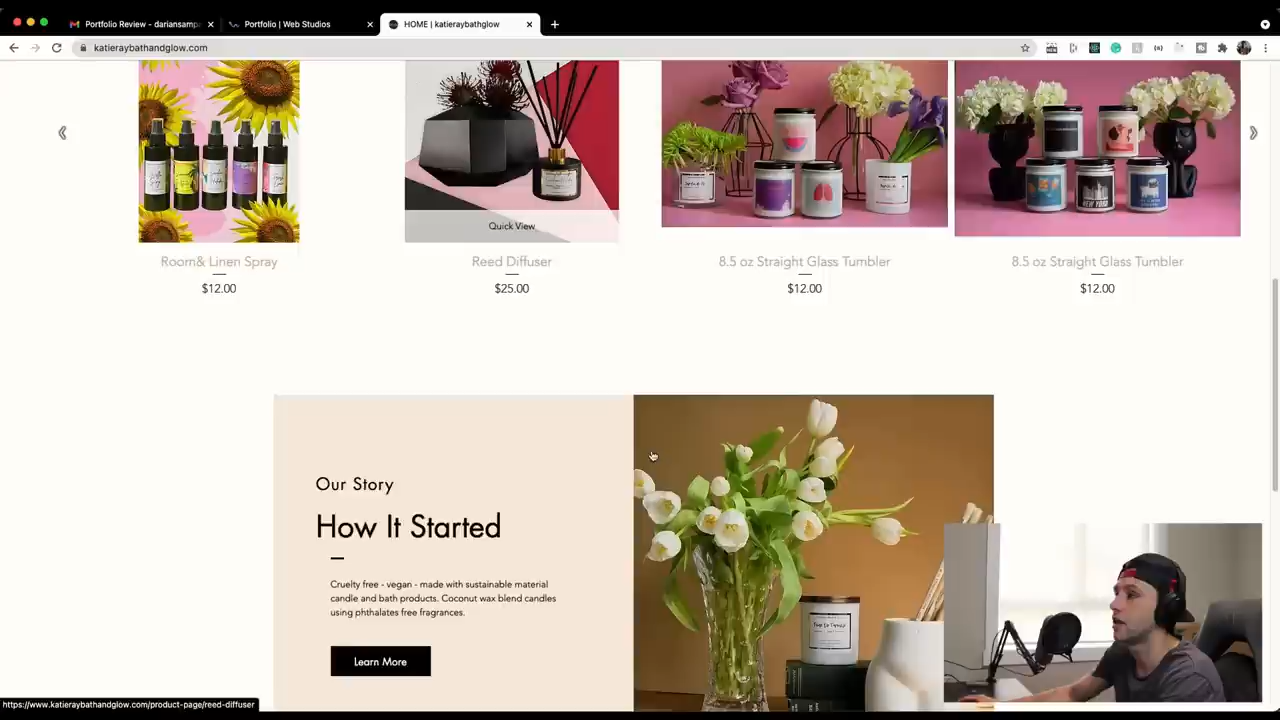 Portfolio Review - dariansamp
Portfolio | Web Studios
HOME | katieraybathglow
katieraybathandglow.com
Quick View
Room& Linen Spray
Reed Diffuser
8.5 oz Straight Glass Tumbler
8.5 oz Straight Glass Tumbler
$12.00
$25.00
$12.00
$12.00
NEW YORK
Our Story
How It Started
Cruelty free - vegan - made with sustainable material
candle and bath products. Coconut wax blend candles
using phthalates free fragrances.
Learn More
https://www.katieraybathandglow.com/product-page/reed-diffuser